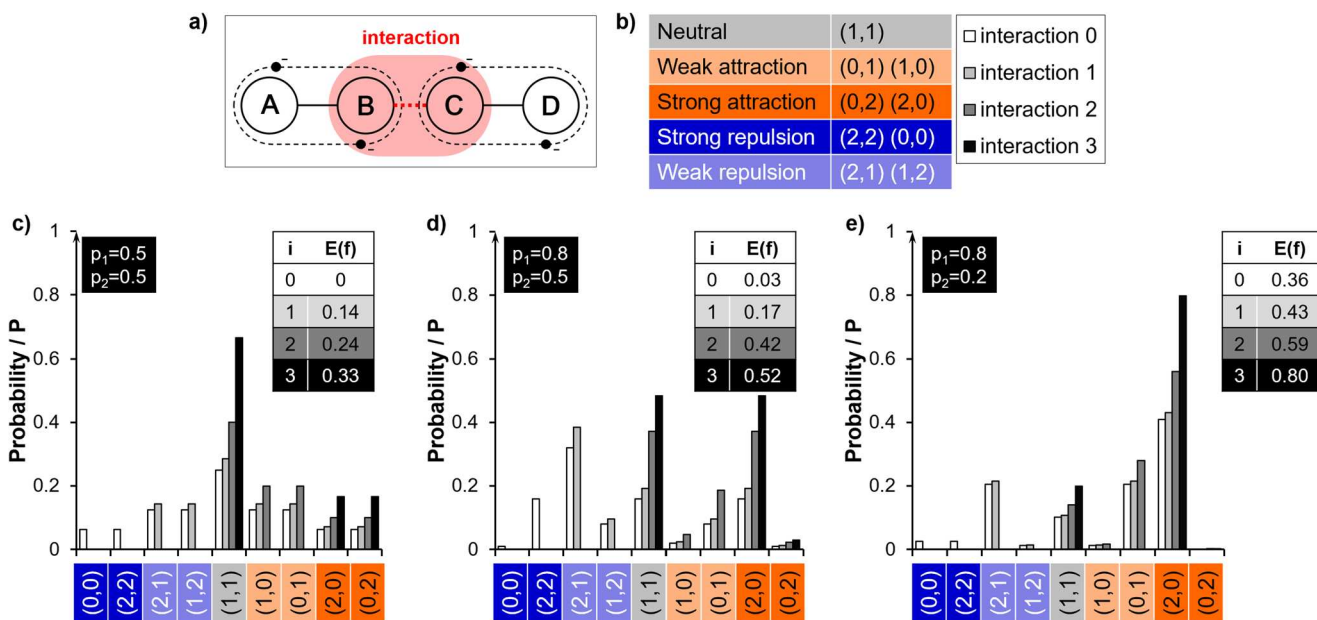 a)
interaction
A B C D
- - - -
b)
Neutral (1,1)
Weak attraction (0,1) (1,0)
Strong attraction (0,2) (2,0)
Strong repulsion (2,2) (0,0)
Weak repulsion (2,1) (1,2)
interaction 0
interaction 1
interaction 2
interaction 3
c)
Probability / P
1
0.8
0.6
0.4
0.2
0
p₁=0.5
p₂=0.5
i E(f)
0 0
1 0.14
2 0.24
3 0.33
(0,0) (2,2) (2,1) (1,2) (1,1) (1,0) (0,1) (2,0) (0,2)
d)
Probability / P
1
0.8
0.6
0.4
0.2
0
p₁=0.8
p₂=0.5
i E(f)
0 0.03
1 0.17
2 0.42
3 0.52
(0,0) (2,2) (2,1) (1,2) (1,1) (1,0) (0,1) (2,0) (0,2)
e)
Probability / P
1
0.8
0.6
0.4
0.2
0
p₁=0.8
p₂=0.2
i E(f)
0 0.36
1 0.43
2 0.59
3 0.80
(0,0) (2,2) (2,1) (1,2) (1,1) (1,0) (0,1) (2,0) (0,2)